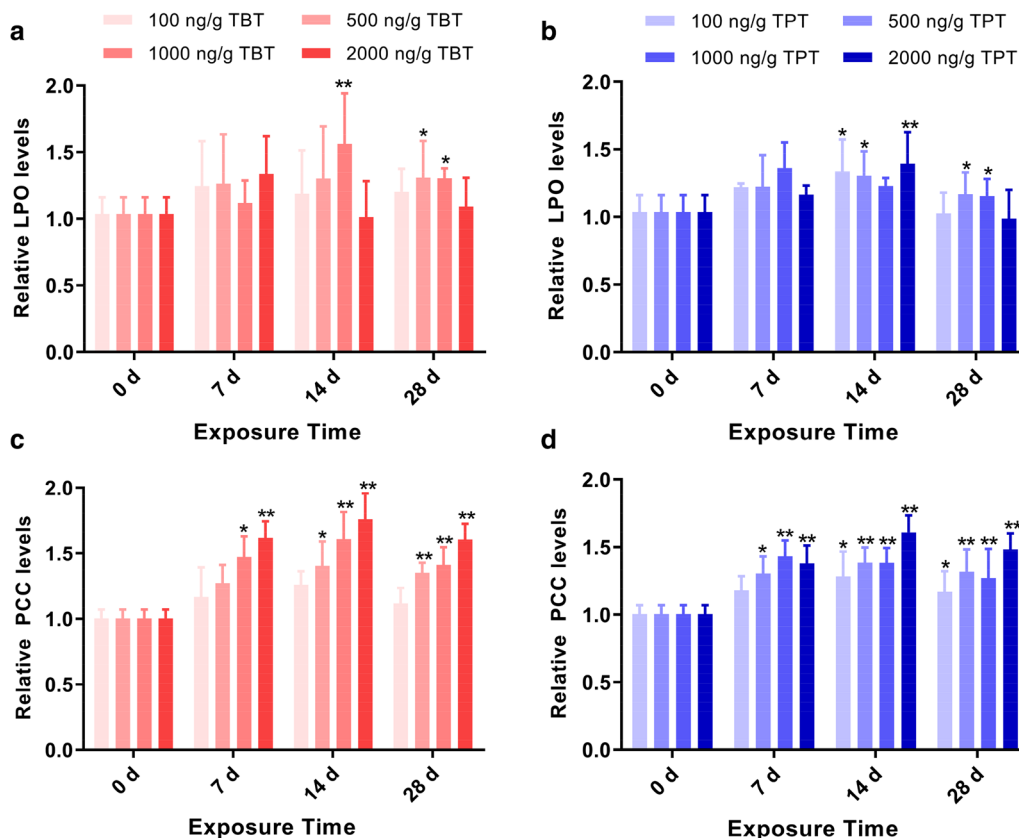 a
100 ng/g TBT 500 ng/g TBT
1000 ng/g TBT 2000 ng/g TBT
Relative LPO levels
2.0
1.5
1.0
0.5
0.0
** * *
0 d 7 d 14 d 28 d
Exposure Time
b
100 ng/g TPT 500 ng/g TPT
1000 ng/g TPT 2000 ng/g TPT
Relative LPO levels
2.0
1.5
1.0
0.5
0.0
* * ** * *
0 d 7 d 14 d 28 d
Exposure Time
c
Relative PCC levels
2.0
1.5
1.0
0.5
0.0
* ** * ** ** ** ** **
0 d 7 d 14 d 28 d
Exposure Time
d
Relative PCC levels
2.0
1.5
1.0
0.5
0.0
* ** ** * ** ** ** * ** ** **
0 d 7 d 14 d 28 d
Exposure Time